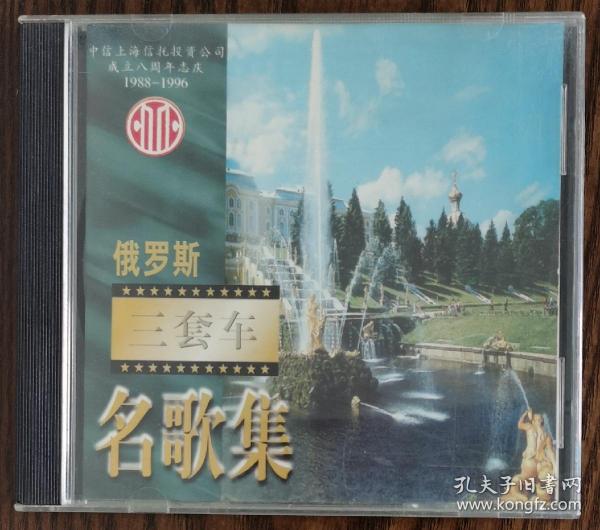 中信上海信托投资公司
成立八周年志庆
1988-1996
俄罗斯
三套车
名歌集
孔夫子旧书网
www.kongfz.com